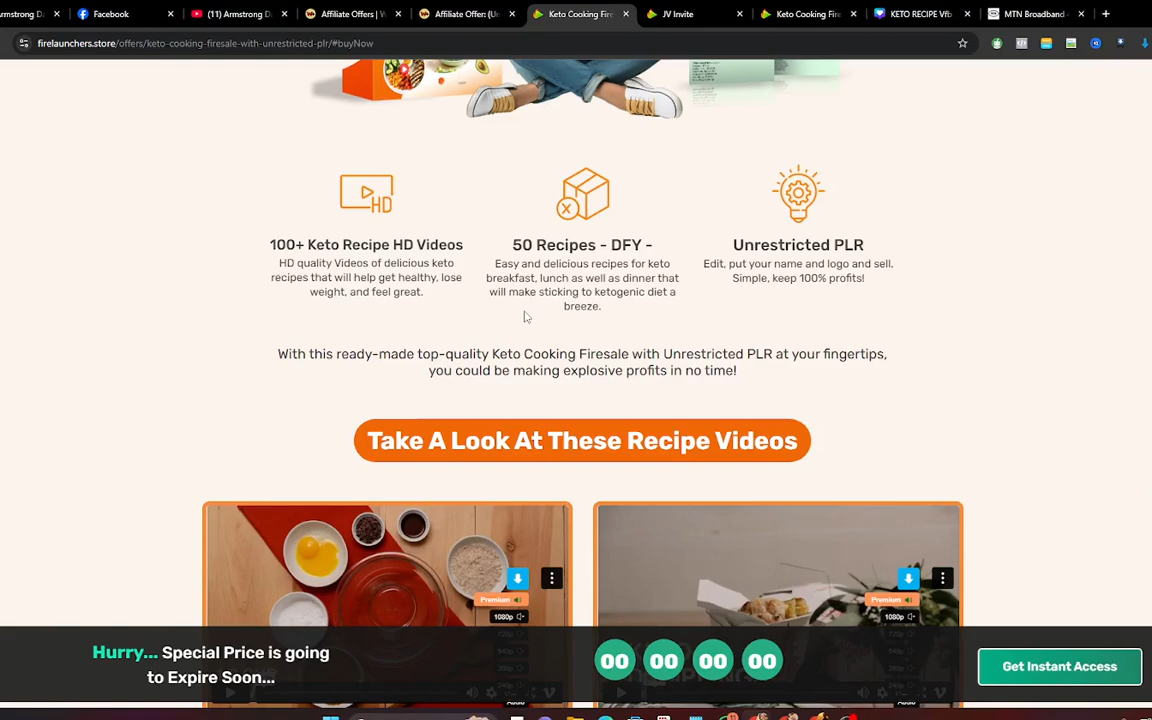 Armstrong D
Facebook
(11) Armstrong D
Affiliate Offers | W
Affiliate Offer: (U
Keto Cooking Fire
JV Invite
Keto Cooking Fire
KETO RECIPE Vfb
MTN Broadband
firelaunchers.store/offers/keto-cooking-firesale-with-unrestricted-plr/#buyNow
HD
100+ Keto Recipe HD Videos
HD quality Videos of delicious keto
recipes that will help get healthy, lose
weight, and feel great.
50 Recipes - DFY -
Easy and delicious recipes for keto
breakfast, lunch as well as dinner that
will make sticking to ketogenic diet a
breeze.
Unrestricted PLR
Edit, put your name and logo and sell.
Simple, keep 100% profits!
With this ready-made top-quality Keto Cooking Firesale with Unrestricted PLR at your fingertips,
you could be making explosive profits in no time!
Take A Look At These Recipe Videos
Premium
1080p
Premium
1080p
Hurry... Special Price is going
to Expire Soon...
00 00 00 00
Get Instant Access